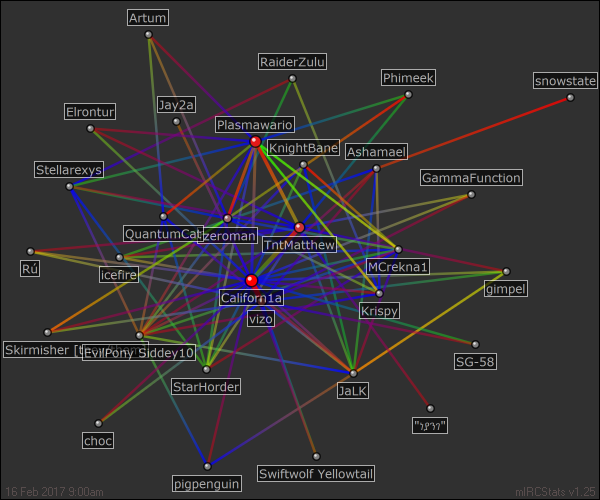 Artum
RaiderZulu
Phimeek
snowstate
Jay2a
Elrontur
Plasmawario
KnightBane
Ashamael
Stellarexys
GammaFunction
QuantumCat
zeroman
TntMatthew
Rú
icefire
MCrekna1
gimpel
Californ1a
Krispy
vizo
Skirmisher
EvilPony Siddey10
SG-58
StarHorder
JaLK
choc
pigpenguin
Swiftwolf Yellowtail
16 Feb 2017 9:00am
mIRCStats v1.25